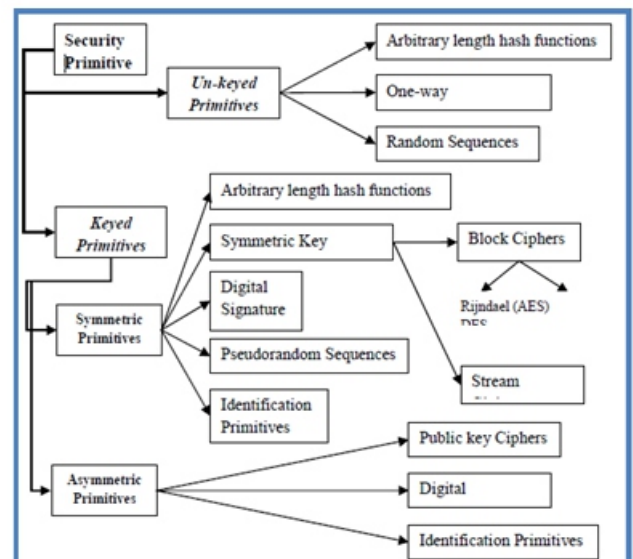 Security
Primitive
Un-keyed
Primitives
Arbitrary length hash functions
One-way
Random Sequences
Keyed
Primitives
Symmetric
Primitives
Arbitrary length hash functions
Symmetric Key
Digital
Signature
Pseudorandom Sequences
Identification
Primitives
Block Ciphers
Rijndael (AES)
DES
Stream
Asymmetric
Primitives
Public key Ciphers
Digital
Identification Primitives